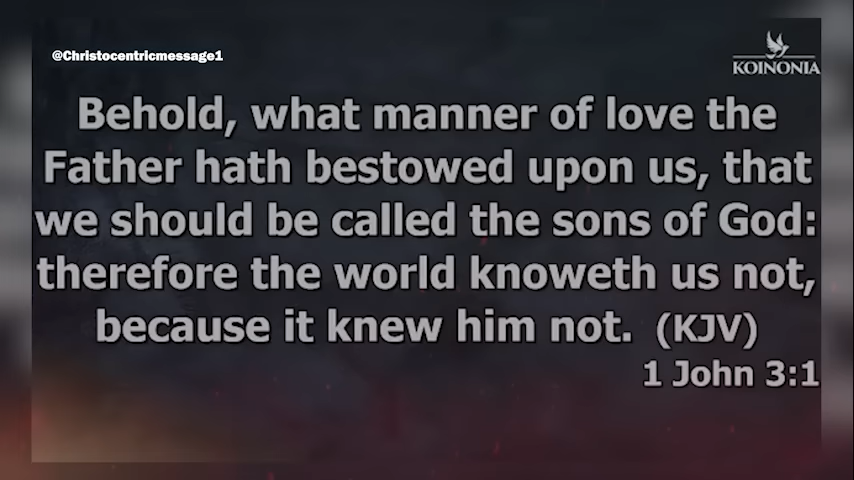 @Christocentricmessage1
KOINONIA
Behold, what manner of love the
Father hath bestowed upon us, that
we should be called the sons of God:
therefore the world knoweth us not,
because it knew him not. (KJV)
1 John 3:1